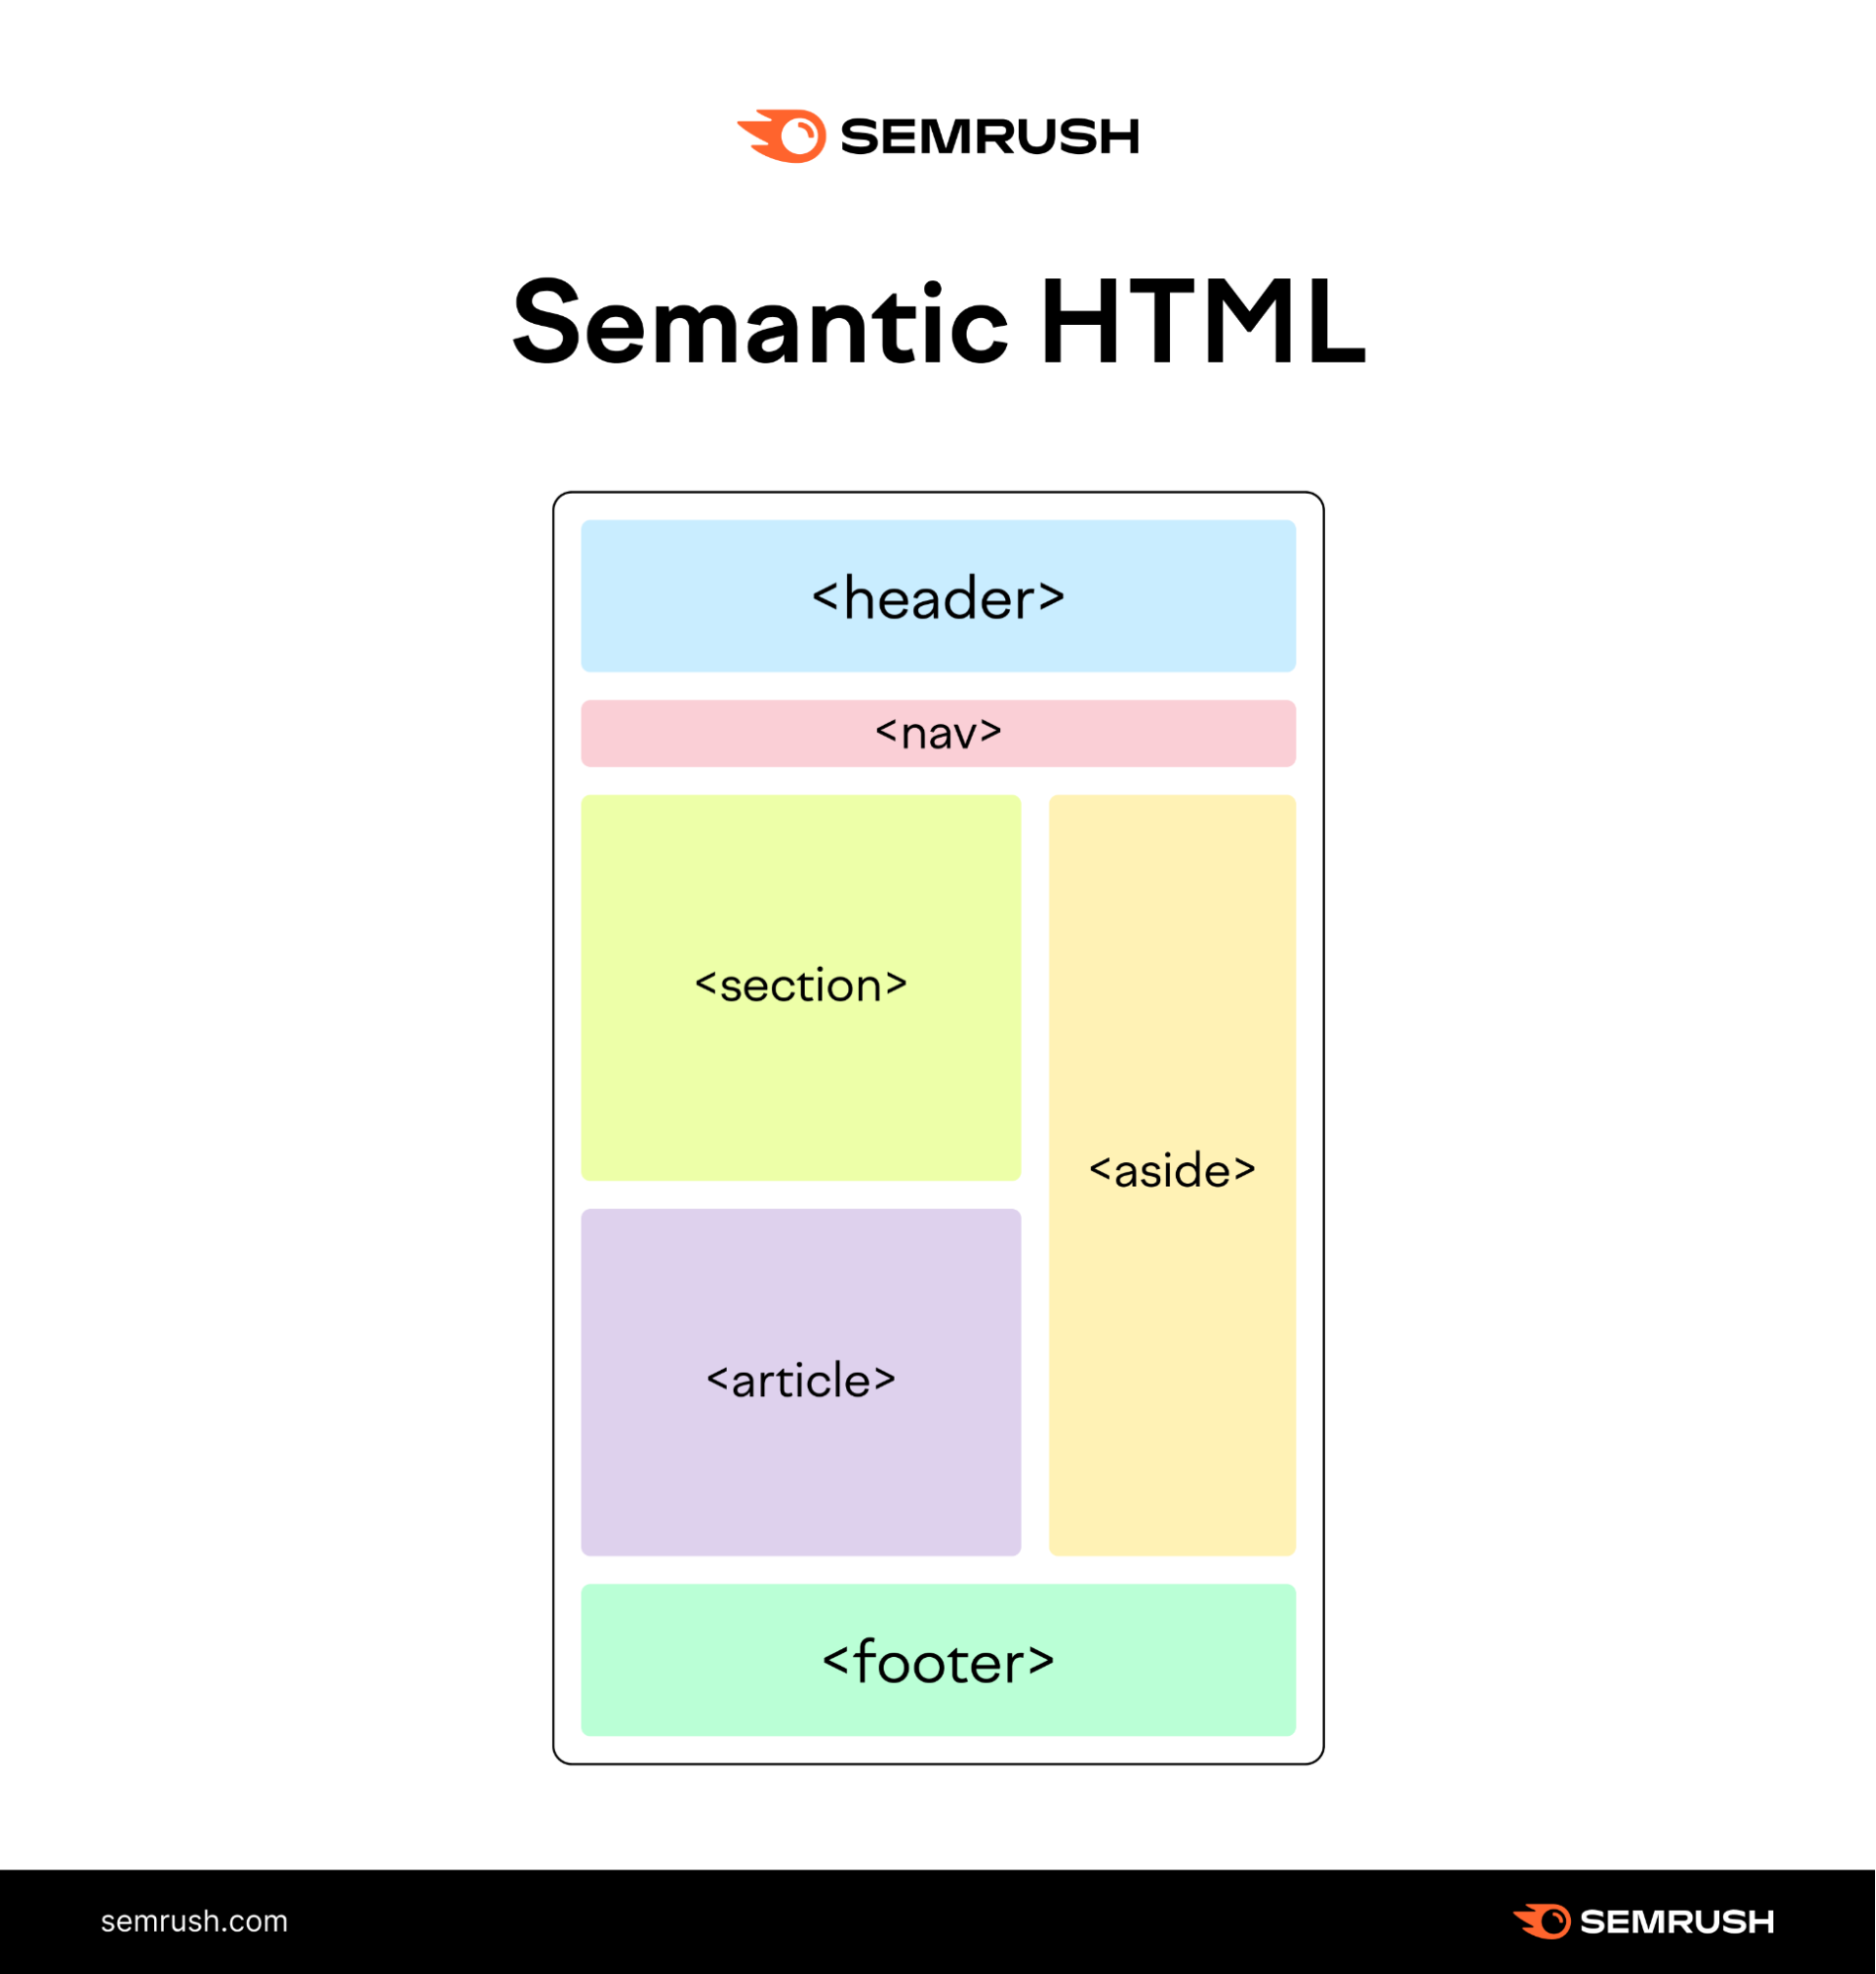 SEMRUSH
Semantic HTML
<header>
<nav>
<section>
<aside>
<article>
<footer>
semrush.com
SEMRUSH